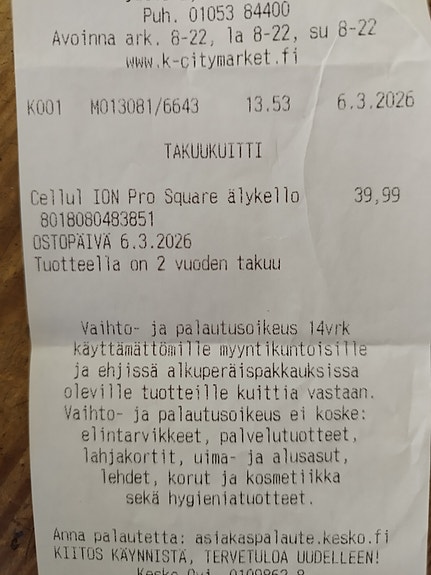 Puh. 01053 84400
Avoinna ark. 8-22, la 8-22, su 8-22
www.k-citymarket.fi
K001 M013081/6643 13.53 6.3.2026
TAKUUKUITTI
Cellul ION Pro Square älykello 39,99
8018080483851
OSTOPÄIVÄ 6.3.2026
Tuotteella on 2 vuoden takuu
Vaihto- ja palautusoikeus 14vrk
käyttämättömille myyntikuntoisille
ja ehjissä alkuperäispakkauksissa
oleville tuotteille kuittia vastaan.
Vaihto- ja palautusoikeus ei koske:
elintarvikkeet, palvelutuotteet,
lahjakortit, uima- ja alusasut,
lehdet, korut ja kosmetiikka
sekä hygieniatuotteet.
Anna palautetta: asiakaspalaute.kesko.fi
KIITOS KÄYNNISTÄ, TERVETULOA UUDELLEEN!
Kesko Oyj, 0109862-8